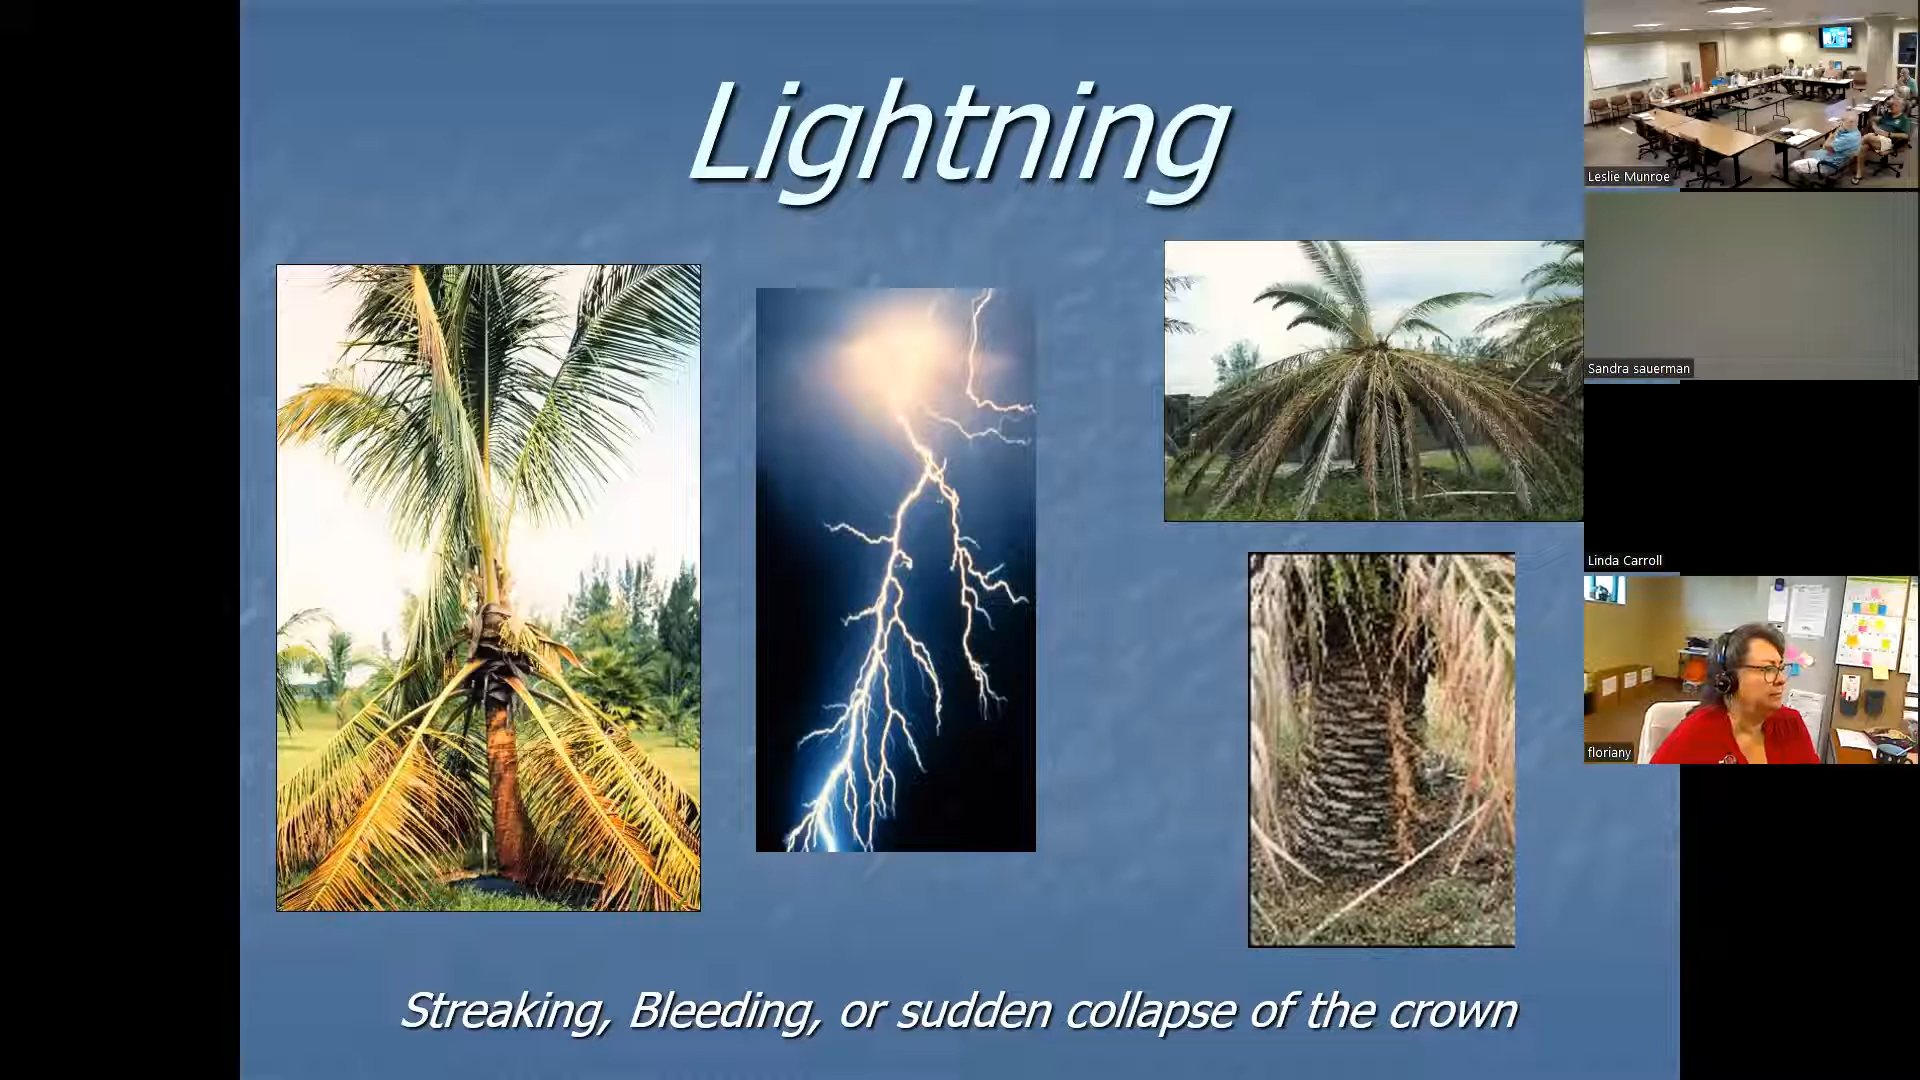 Lightning
Leslie Munroe
Sandra sauerman
Linda Carroll
floriany
Streaking, Bleeding, or sudden collapse of the crown